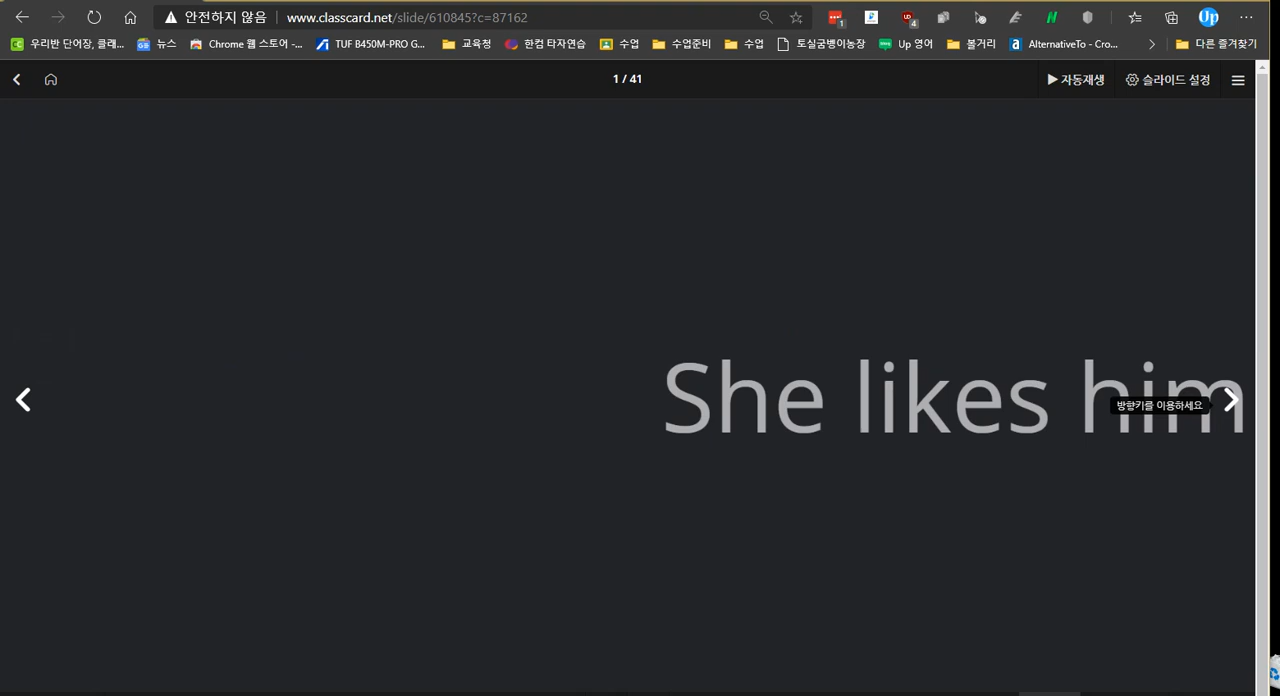 안전하지 않음 www.classcard.net/slide/610845?c=87162
우리반 단어장, 클래... 뉴스 Chrome 웹 스토어 -... TUF B450M-PRO G... 교육청 한컴 타자연습 수업 수업준비 수업 토실굼벵이농장 Up 영어 볼거리 AlternativeTo - Cro... 다른 즐겨찾기
1 / 41 자동재생 슬라이드 설정
She likes him
방향키를 이용하세요